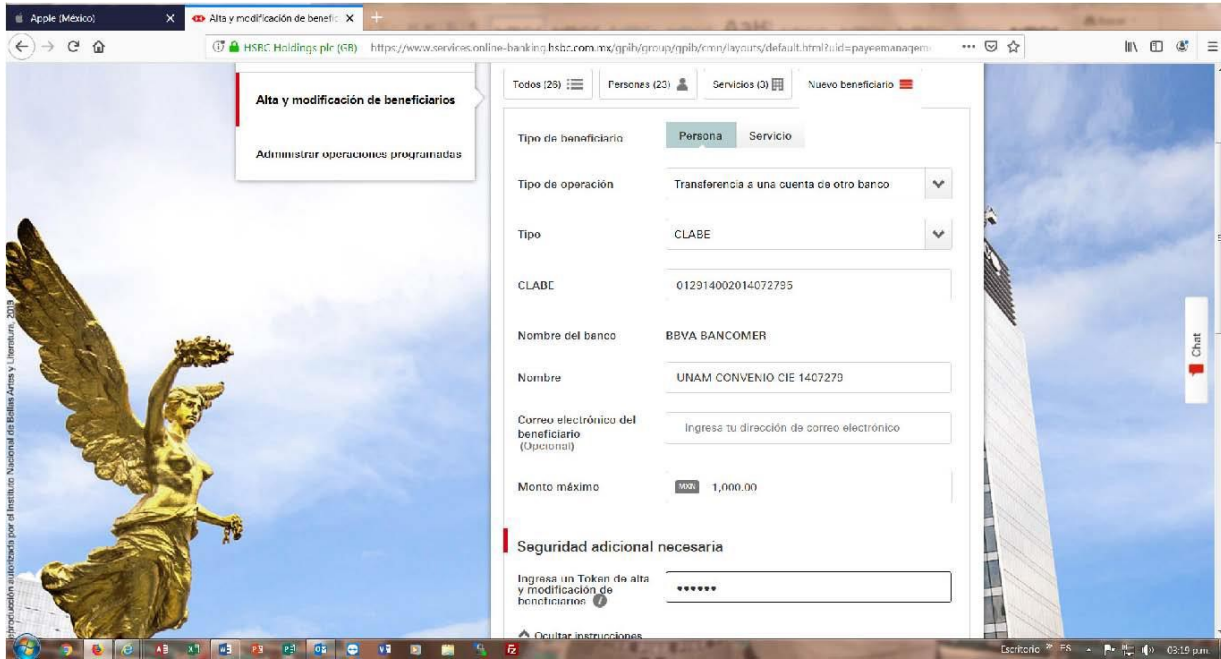 Apple (México)
Alta y modificación de benefic
HSBC Holdings plc (GB)
https://www.services.online-banking.hsbc.com.mx/gpib/group/gpib/cmn/layouts/default.html?uid=payeemanagem
Alta y modificación de beneficiarios
Administrar operaciones programadas
Todos (26)
Personas (23)
Servicios (3)
Nuevo beneficiario
Tipo de beneficiario
Persona
Servicio
Tipo de operación
Transferencia a una cuenta de otro banco
Tipo
CLABE
CLABE
012914002014072795
Nombre del banco
BBVA BANCOMER
Nombre
UNAM CONVENIO CIE 1407279
Correo electrónico del
beneficiario
(Opcional)
Ingresa tu dirección de correo electrónico
Monto máximo
MXN 1,000.00
Seguridad adicional necesaria
Ingresa un Token de alta
y modificación de
beneficiarios
••••••
Ocultar instrucciones
Chat
eproducción autorizada por el Instituto Nacional de Bellas Artes y Literatura, 2019
Escritorio
ES
03:19 p.m.